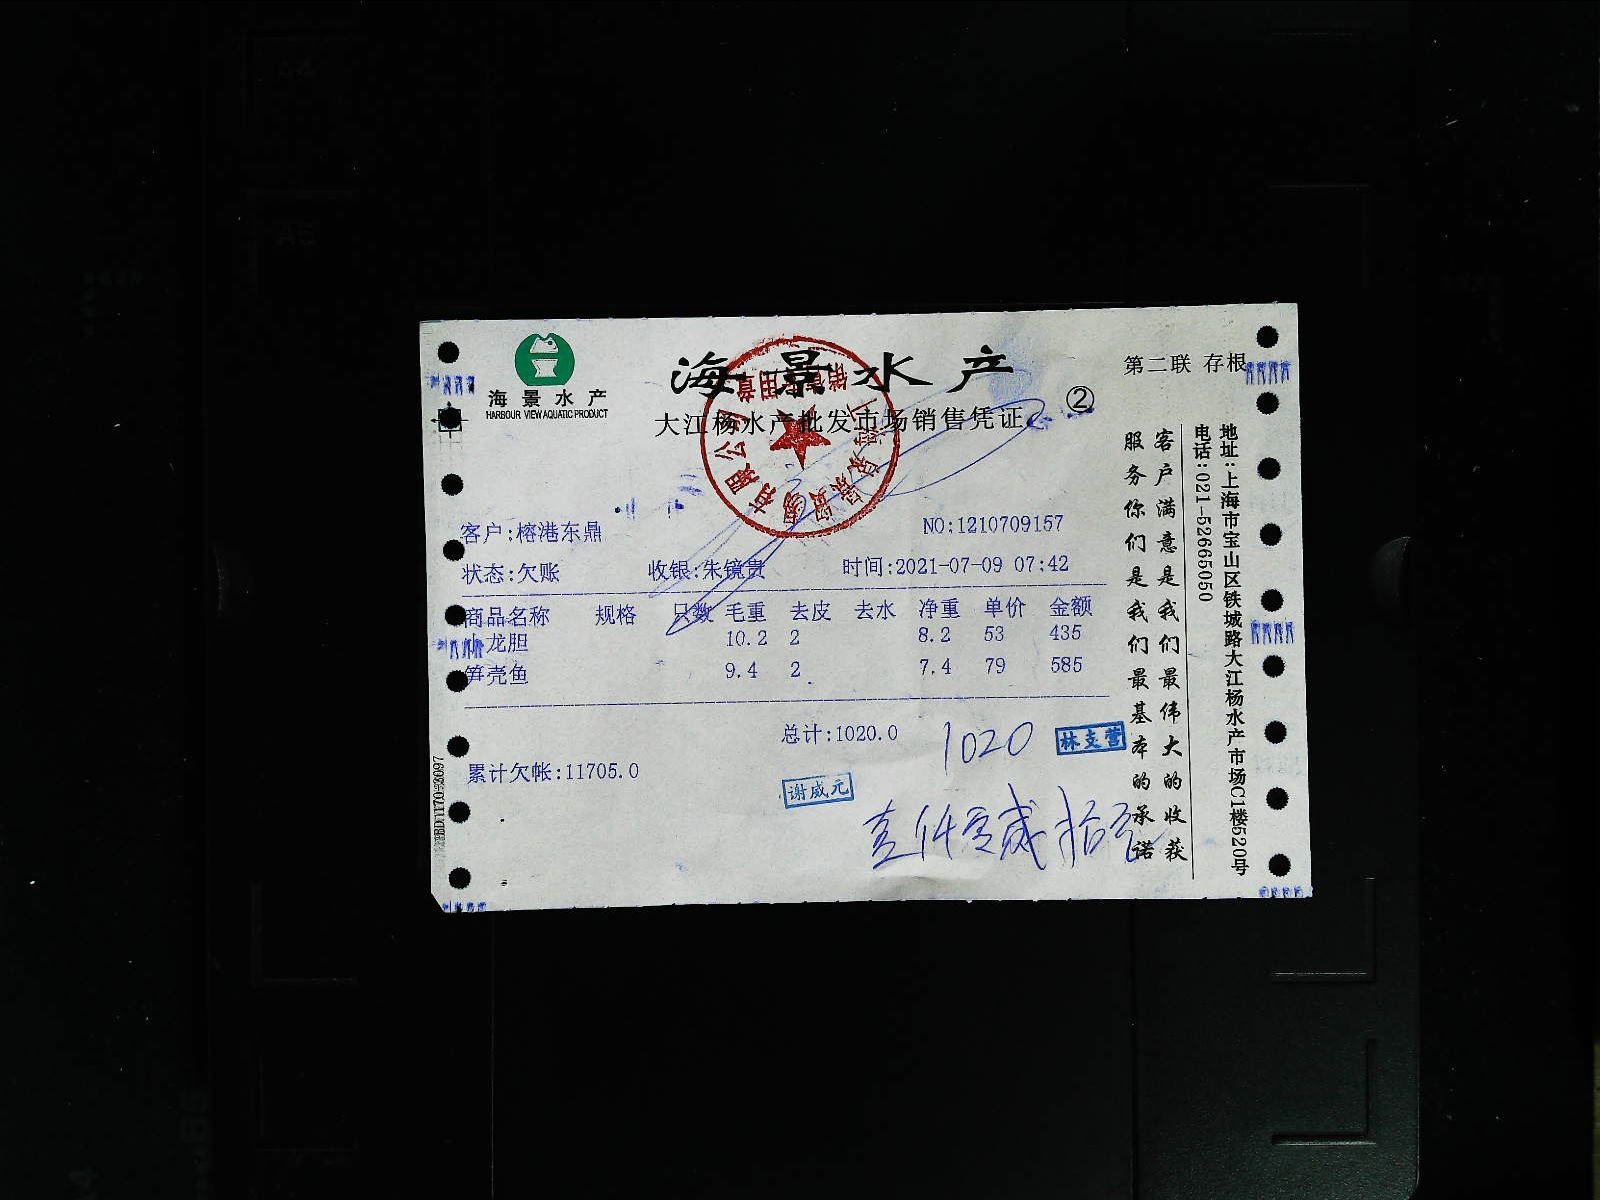 海景水产
HARBOUR VIEW AQUATIC PRODUCT
海景水产
大江杨水产批发市场销售凭证
②
第二联 存根
客户:榕港东鼎
NO:1210709157
状态:欠账 收银:朱镜贵 时间:2021-07-09 07:42
商品名称 规格 只数 毛重 去皮 去水 净重 单价 金额
小龙胆 10.2 2 8.2 53 435
笋壳鱼 9.4 2 7.4 79 585
总计:1020.0
1020
林支营
累计欠帐:11705.0
谢威元
壹仟零贰拾元
客户满意是我们最伟大的收获
服务你们是我们最基本的承诺
地址:上海市宝山区铁城路大江杨水产市场C1楼520号
电话:021-52665050